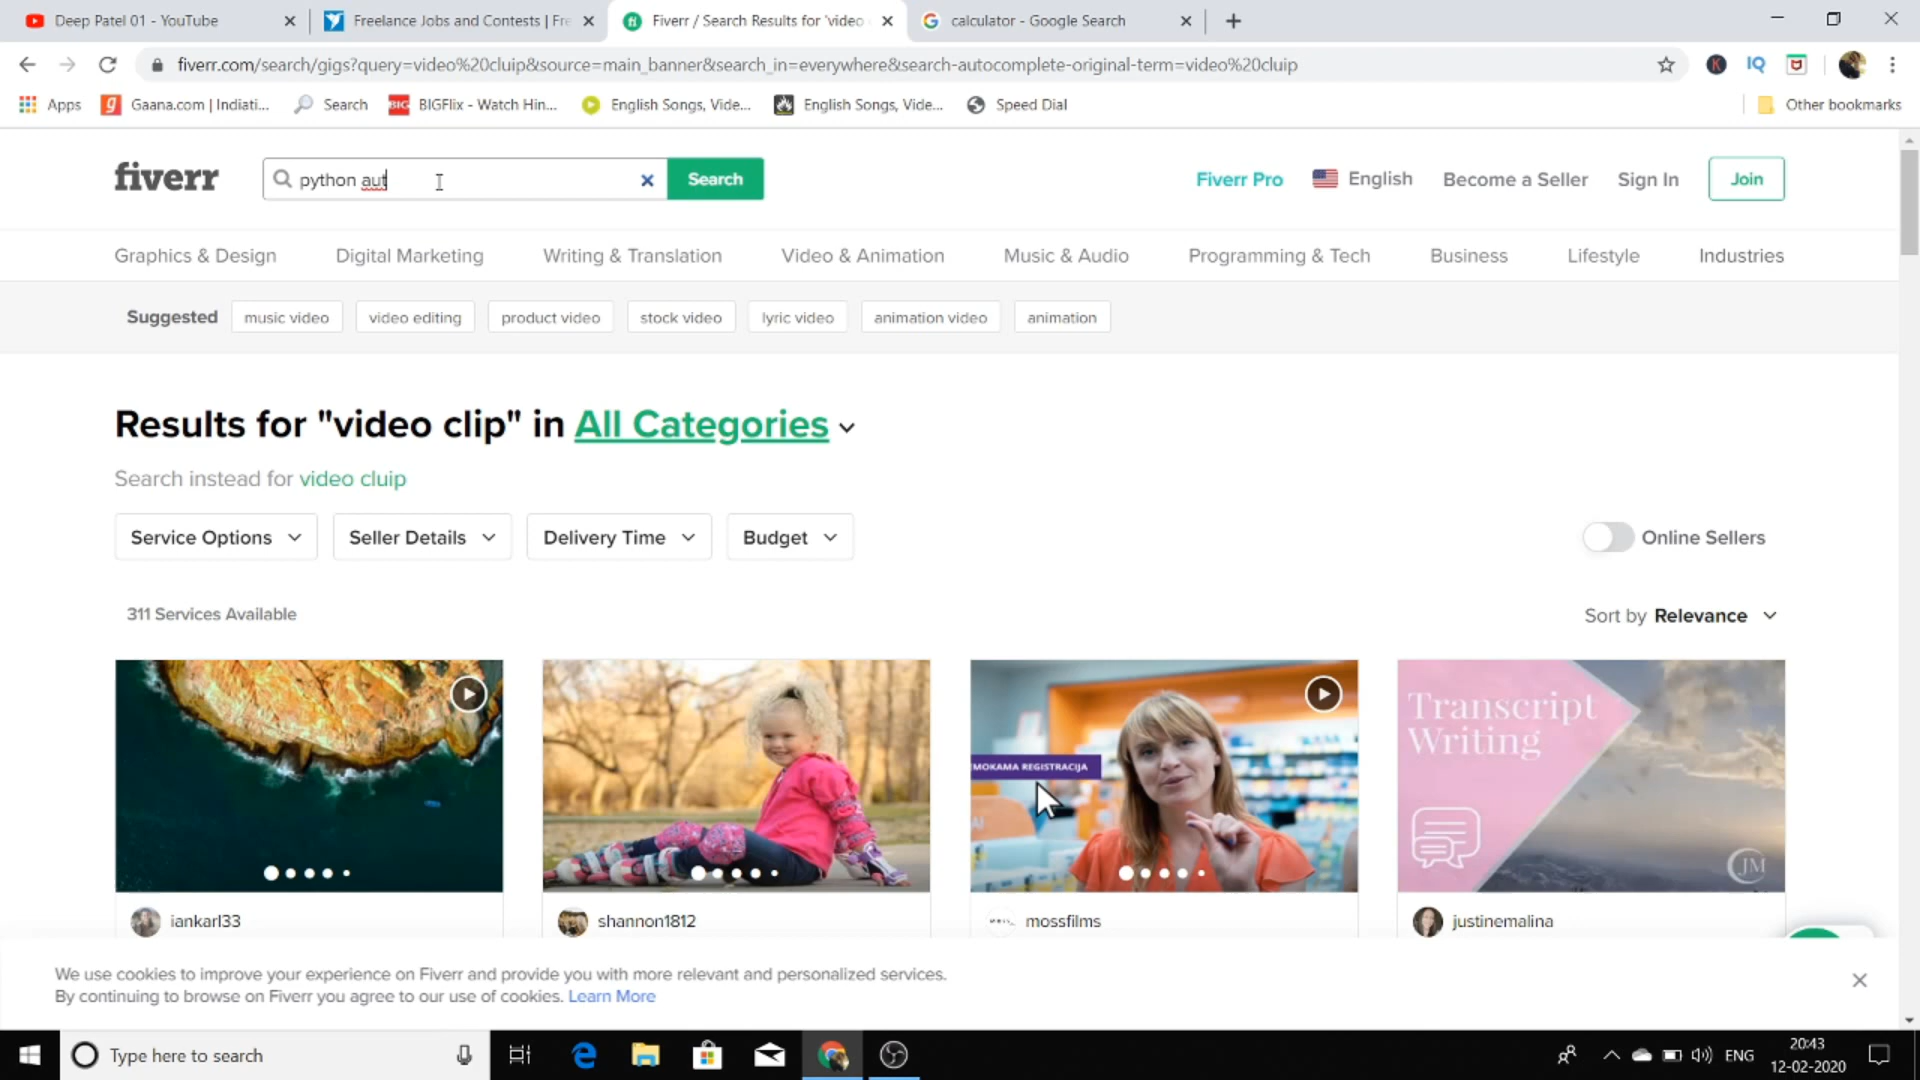 Deep Patel 01 - YouTube
Freelance Jobs and Contests | Fre
Fiverr / Search Results for 'video
calculator - Google Search
fiverr.com/search/gigs?query=video%20cluip&source=main_banner&search_in=everywhere&search-autocomplete-original-term=video%20cluip
Apps
Gaana.com | Indiati...
Search
BIGFlix - Watch Hin...
English Songs, Vide...
English Songs, Vide...
Speed Dial
Other bookmarks
fiverr
python aut
Search
Fiverr Pro
English
Become a Seller
Sign In
Join
Graphics & Design
Digital Marketing
Writing & Translation
Video & Animation
Music & Audio
Programming & Tech
Business
Lifestyle
Industries
Suggested
music video
video editing
product video
stock video
lyric video
animation video
animation
Results for "video clip" in All Categories
Search instead for video cluip
Service Options
Seller Details
Delivery Time
Budget
Online Sellers
311 Services Available
Sort by Relevance
MOKAMA REGISTRACIJA
Transcript
Writing
JM
iankarl33
shannon1812
mossfilms
justinemalina
We use cookies to improve your experience on Fiverr and provide you with more relevant and personalized services.
By continuing to browse on Fiverr you agree to our use of cookies. Learn More
Type here to search
ENG
20:43
12-02-2020